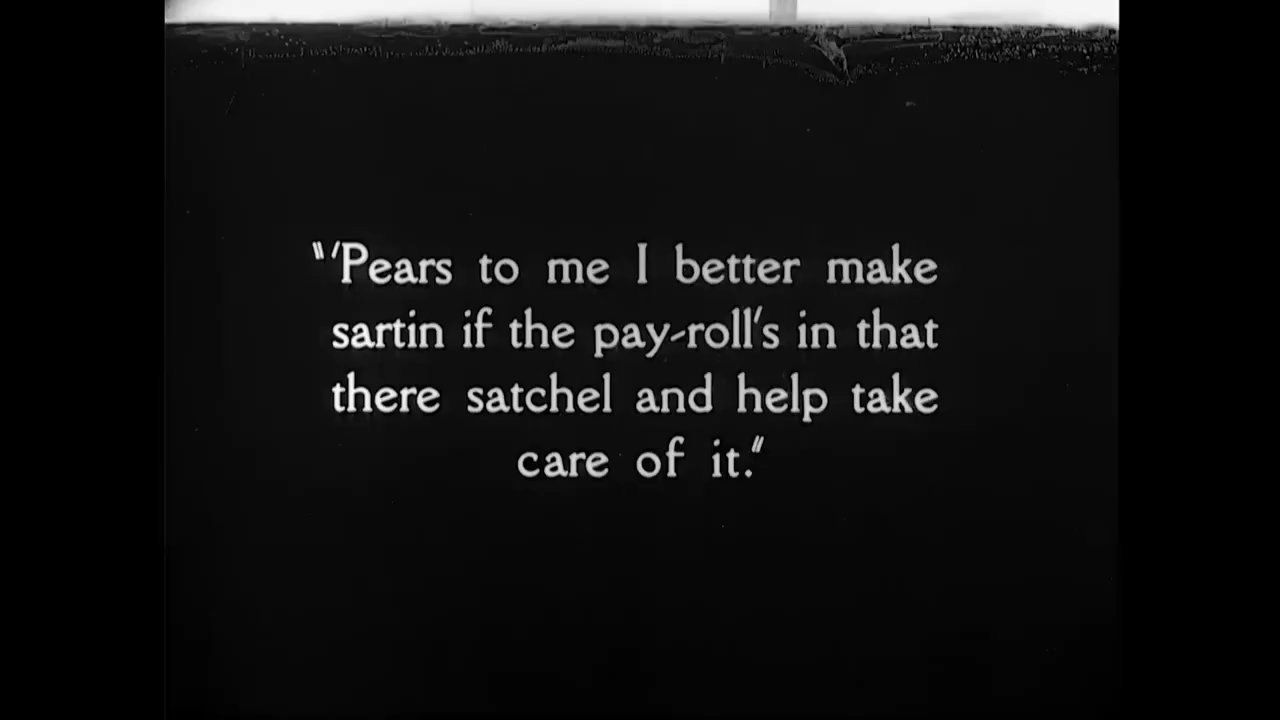 "'Pears to me I better make
sartin if the pay-roll's in that
there satchel and help take
care of it."